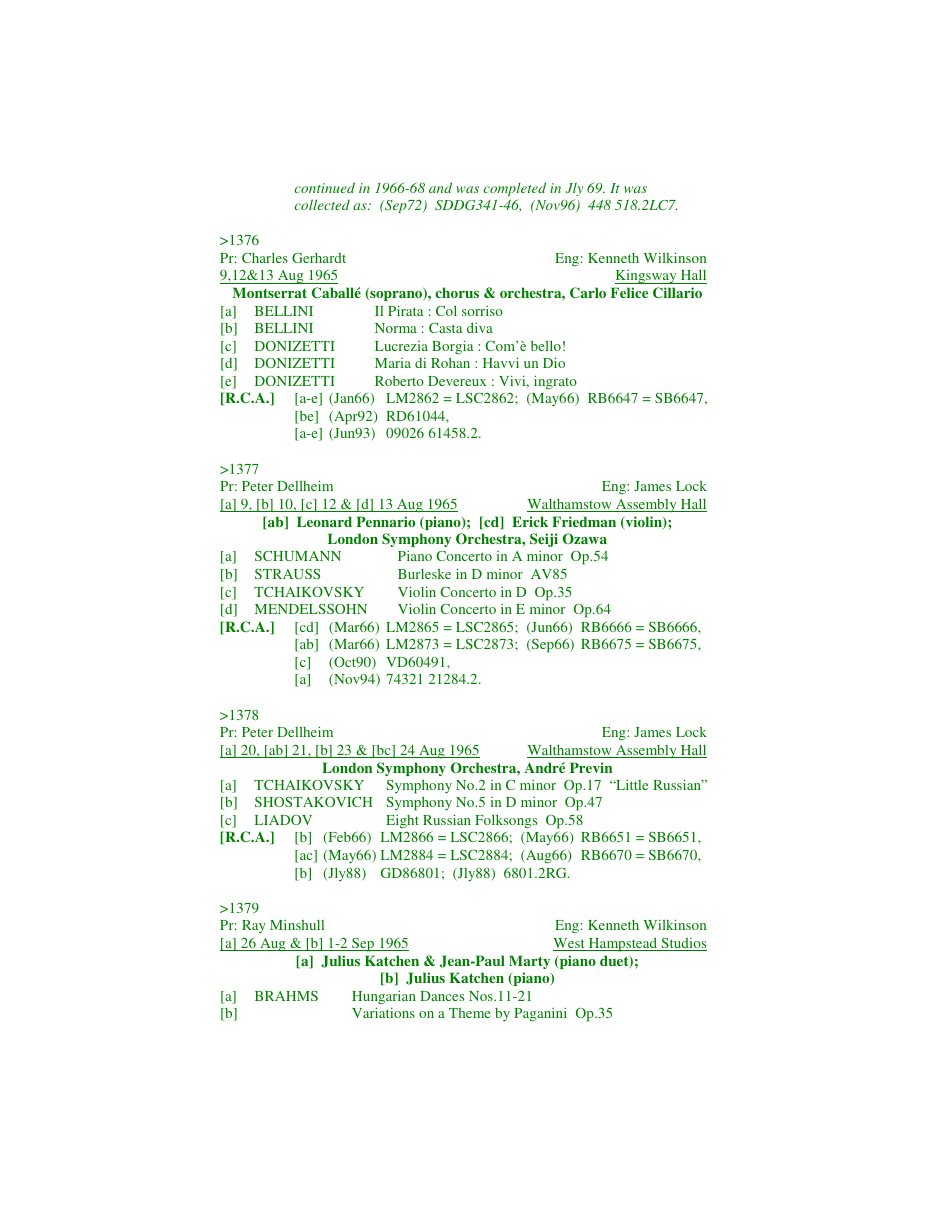 continued in 1966-68 and was completed in Jly 69. It was
collected as:  (Sep72)  SDDG341-46,  (Nov96)  448 518.2LC7.
>1376
Pr: Charles Gerhardt Eng: Kenneth Wilkinson
9,12&13 Aug 1965 Kingsway Hall
Montserrat Caballé (soprano), chorus & orchestra, Carlo Felice Cillario
[a] BELLINI Il Pirata : Col sorriso
[b] BELLINI Norma : Casta diva
[c] DONIZETTI Lucrezia Borgia : Com’è bello!
[d] DONIZETTI Maria di Rohan : Havvi un Dio
[e] DONIZETTI Roberto Devereux : Vivi, ingrato
[R.C.A.] [a-e] (Jan66) LM2862 = LSC2862;  (May66)  RB6647 = SB6647,
[be] (Apr92) RD61044,
[a-e] (Jun93) 09026 61458.2.
>1377
Pr: Peter Dellheim Eng: James Lock
[a] 9, [b] 10, [c] 12 & [d] 13 Aug 1965 Walthamstow Assembly Hall
[ab]  Leonard Pennario (piano);  [cd]  Erick Friedman (violin);
London Symphony Orchestra, Seiji Ozawa
[a] SCHUMANN Piano Concerto in A minor  Op.54
[b] STRAUSS Burleske in D minor  AV85
[c] TCHAIKOVSKY Violin Concerto in D  Op.35
[d] MENDELSSOHN Violin Concerto in E minor  Op.64
[R.C.A.] [cd] (Mar66) LM2865 = LSC2865;  (Jun66)  RB6666 = SB6666,
[ab] (Mar66) LM2873 = LSC2873;  (Sep66)  RB6675 = SB6675,
[c] (Oct90) VD60491,
[a] (Nov94) 74321 21284.2.
>1378
Pr: Peter Dellheim Eng: James Lock
[a] 20, [ab] 21, [b] 23 & [bc] 24 Aug 1965 Walthamstow Assembly Hall
London Symphony Orchestra, André Previn
[a] TCHAIKOVSKY Symphony No.2 in C minor  Op.17  “Little Russian”
[b] SHOSTAKOVICH Symphony No.5 in D minor  Op.47
[c] LIADOV Eight Russian Folksongs  Op.58
[R.C.A.] [b] (Feb66) LM2866 = LSC2866;  (May66)  RB6651 = SB6651,
[ac] (May66) LM2884 = LSC2884;  (Aug66)  RB6670 = SB6670,
[b] (Jly88) GD86801;  (Jly88)  6801.2RG.
>1379
Pr: Ray Minshull Eng: Kenneth Wilkinson
[a] 26 Aug & [b] 1-2 Sep 1965 West Hampstead Studios
[a]  Julius Katchen & Jean-Paul Marty (piano duet);
[b]  Julius Katchen (piano)
[a] BRAHMS Hungarian Dances Nos.11-21
[b] Variations on a Theme by Paganini  Op.35